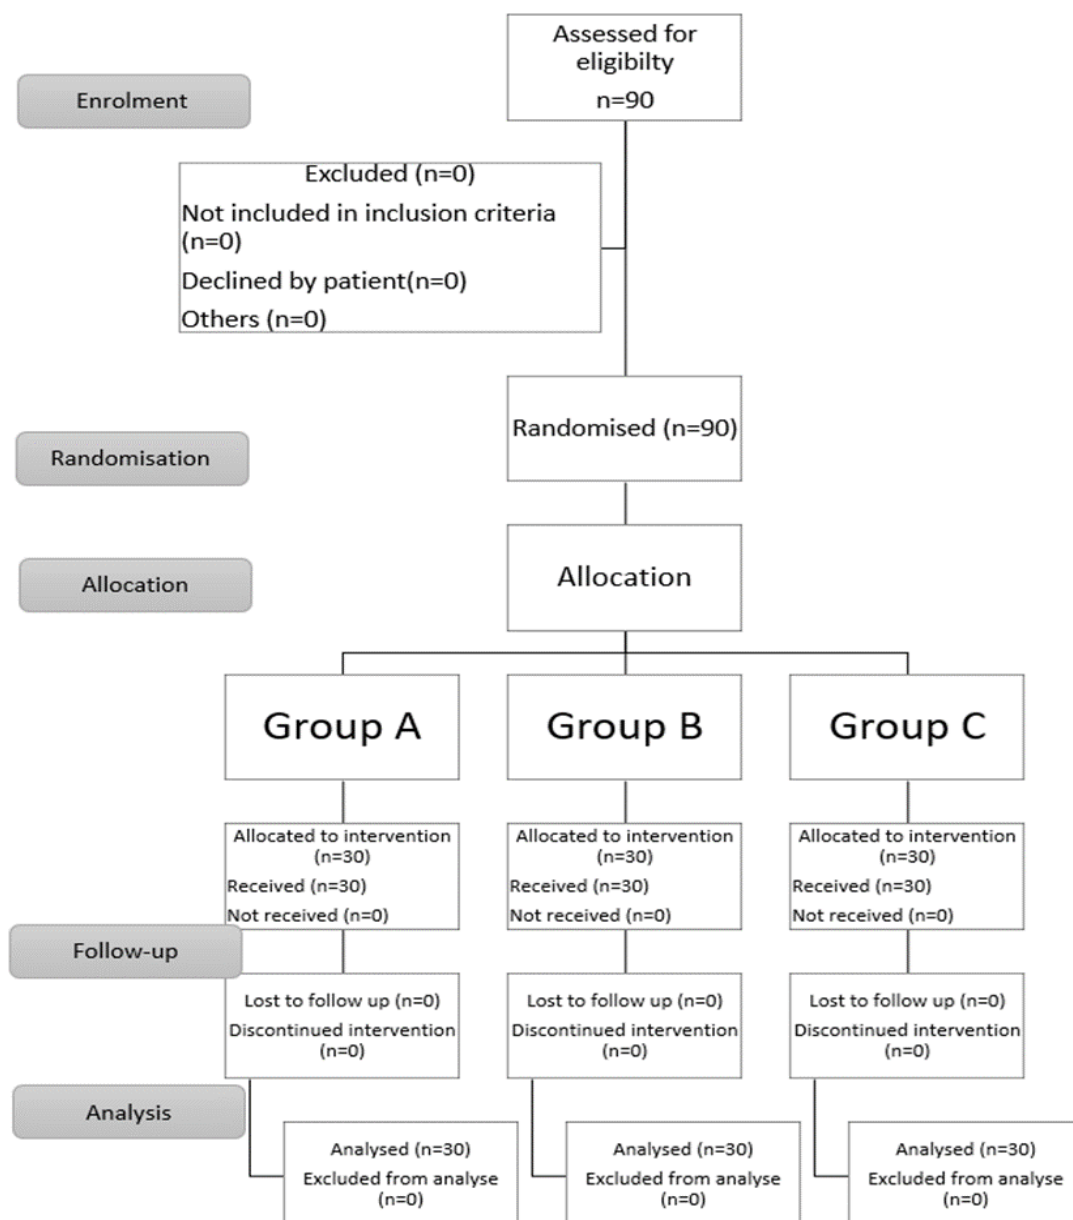 Assessed for
eligibilty
n=90
Enrolment
Excluded (n=0)
Not included in inclusion criteria
(n=0)
Declined by patient(n=0)
Others (n=0)
Randomised (n=90)
Randomisation
Allocation
Allocation
Group A
Group B
Group C
Allocated to intervention
(n=30)
Received (n=30)
Not received (n=0)
Allocated to intervention
(n=30)
Received (n=30)
Not received (n=0)
Allocated to intervention
(n=30)
Received (n=30)
Not received (n=0)
Follow-up
Lost to follow up (n=0)
Discontinued intervention
(n=0)
Lost to follow up (n=0)
Discontinued intervention
(n=0)
Lost to follow up (n=0)
Discontinued intervention
(n=0)
Analysis
Analysed (n=30)
Excluded from analyse
(n=0)
Analysed (n=30)
Excluded from analyse
(n=0)
Analysed (n=30)
Excluded from analyse
(n=0)